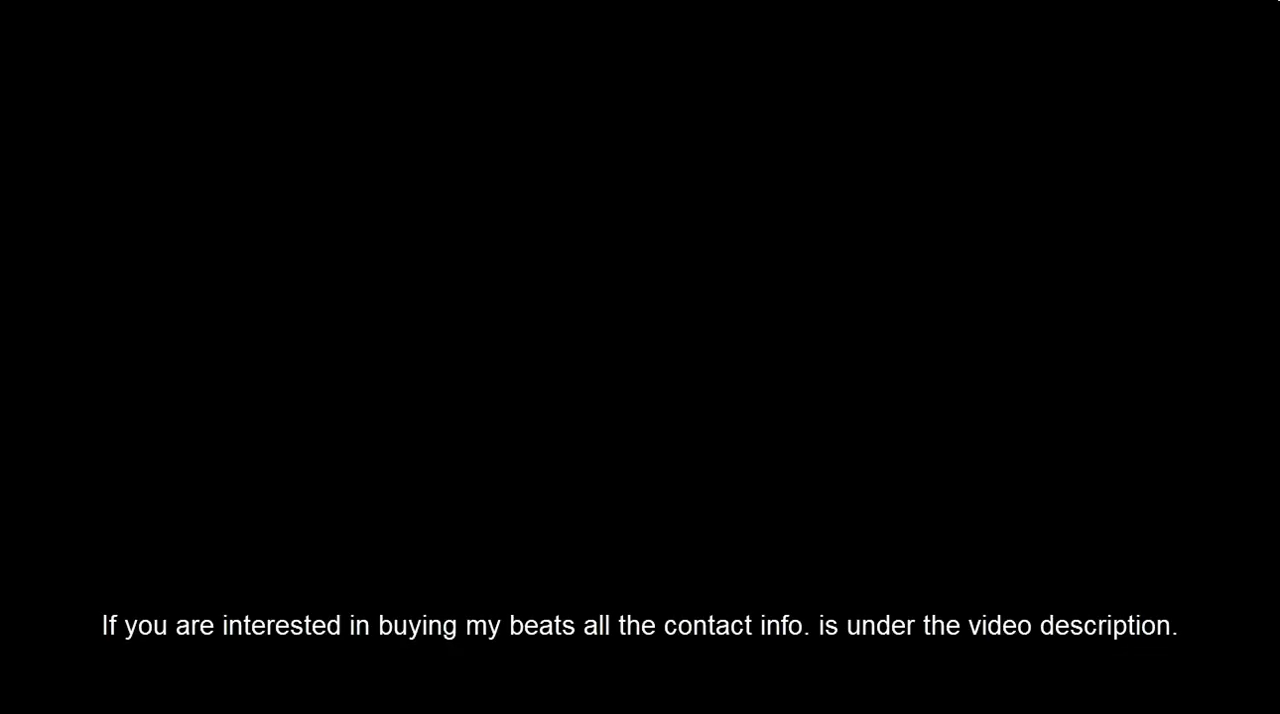 If you are interested in buying my beats all the contact info. is under the video description.